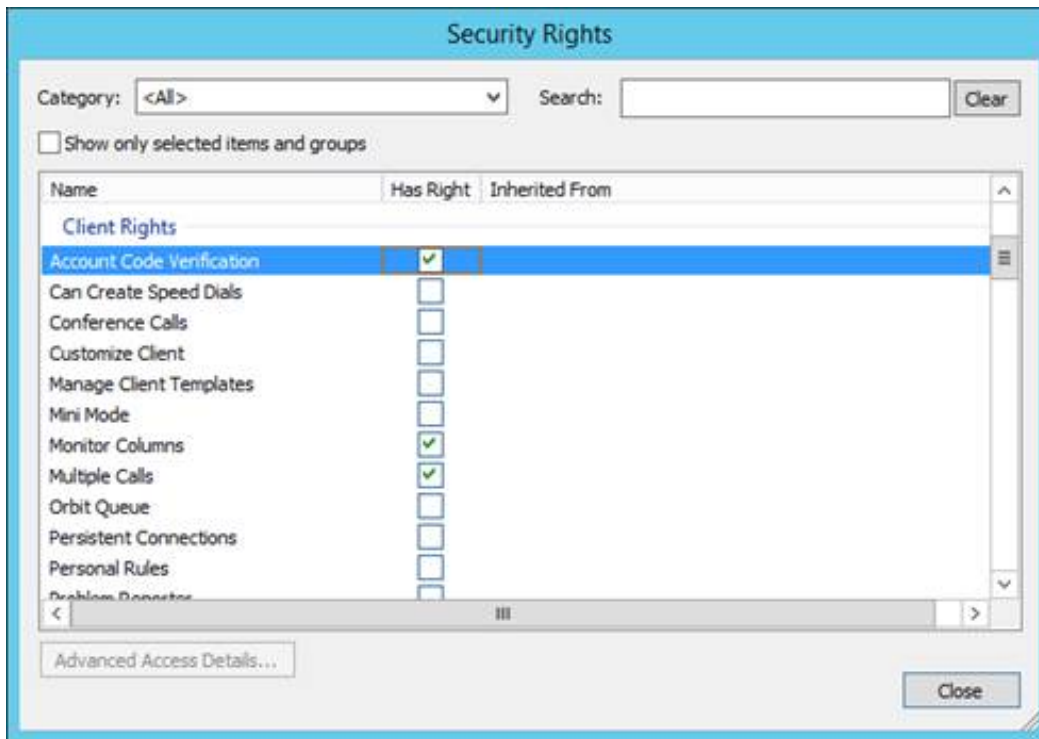 Security Rights
Category: <All> Search: Clear
Show only selected items and groups
Name Has Right Inherited From
Client Rights
Account Code Verification
Can Create Speed Dials
Conference Calls
Customize Client
Manage Client Templates
Mini Mode
Monitor Columns
Multiple Calls
Orbit Queue
Persistent Connections
Personal Rules
Problem Reporter
Advanced Access Details...
Close